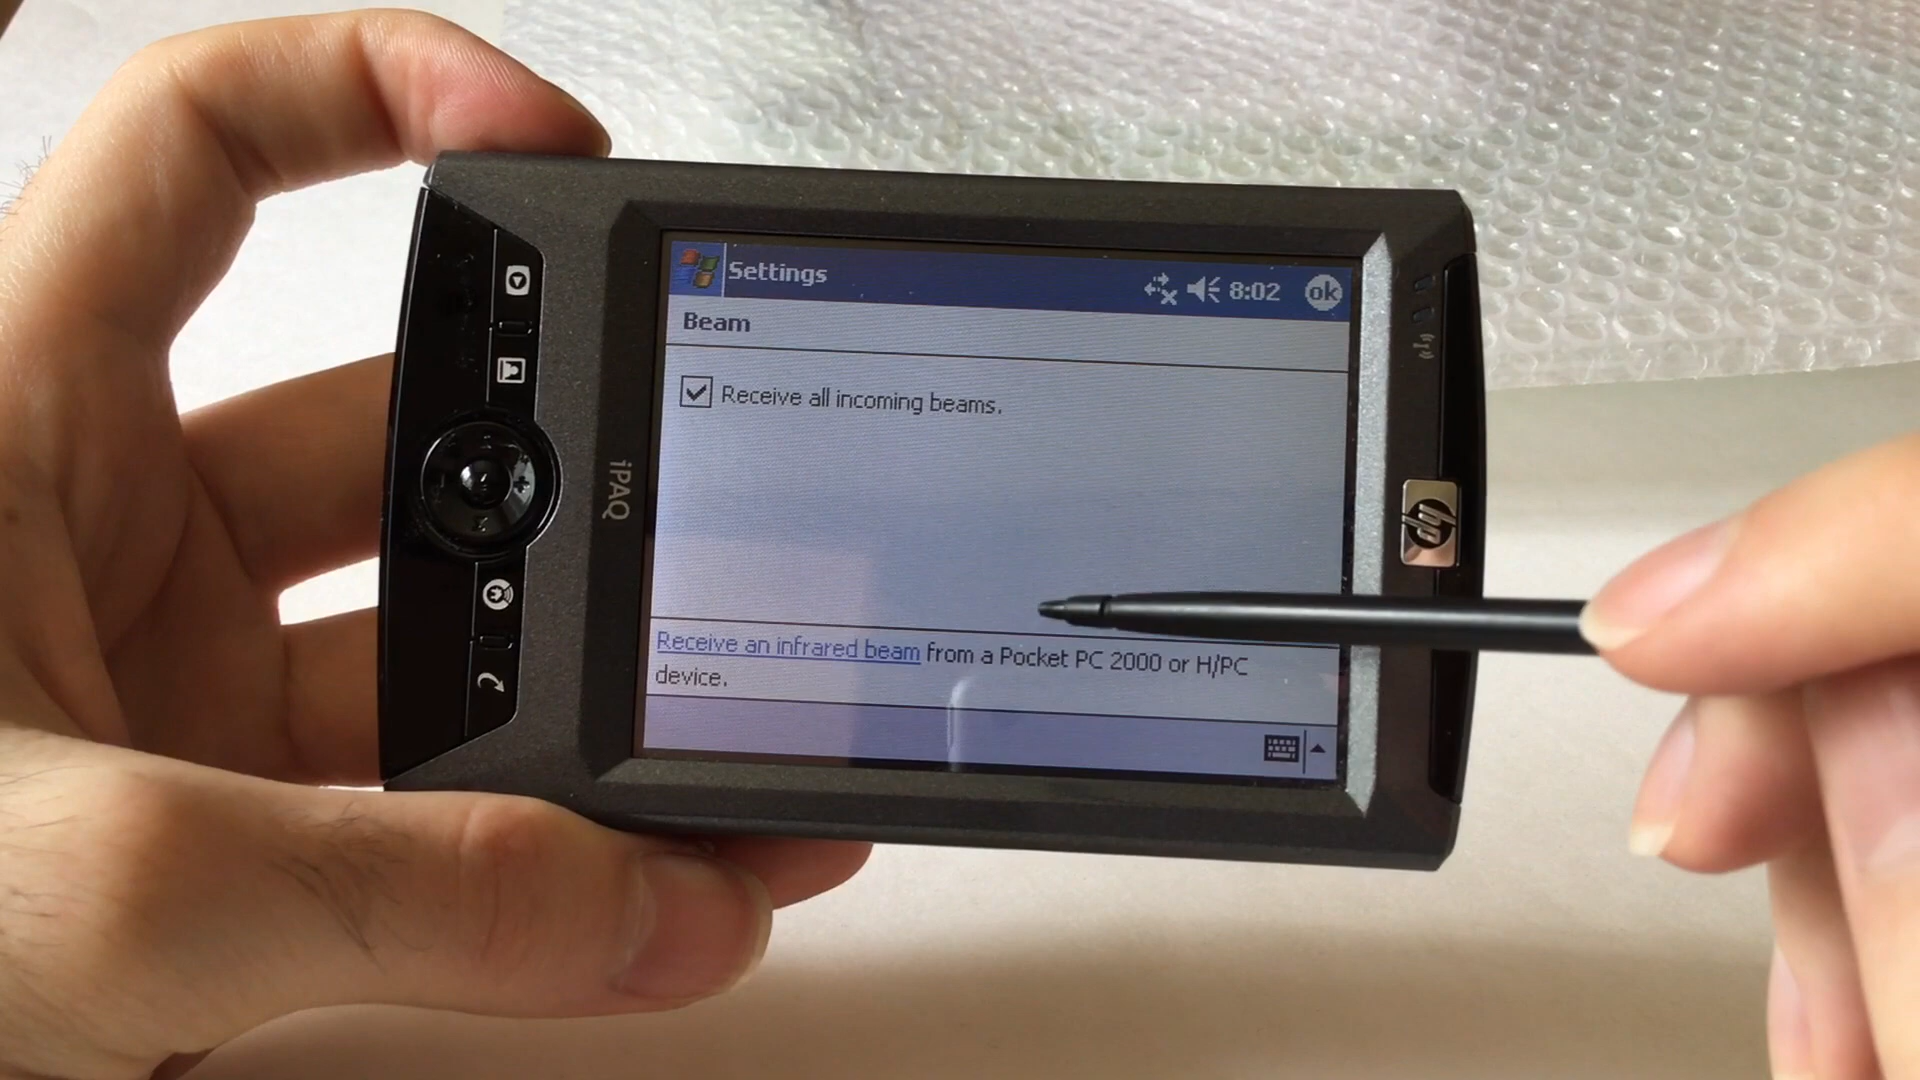 Settings
8:02
ok
Beam
Receive all incoming beams.
Receive an infrared beam from a Pocket PC 2000 or H/PC
device.
iPAQ
hp